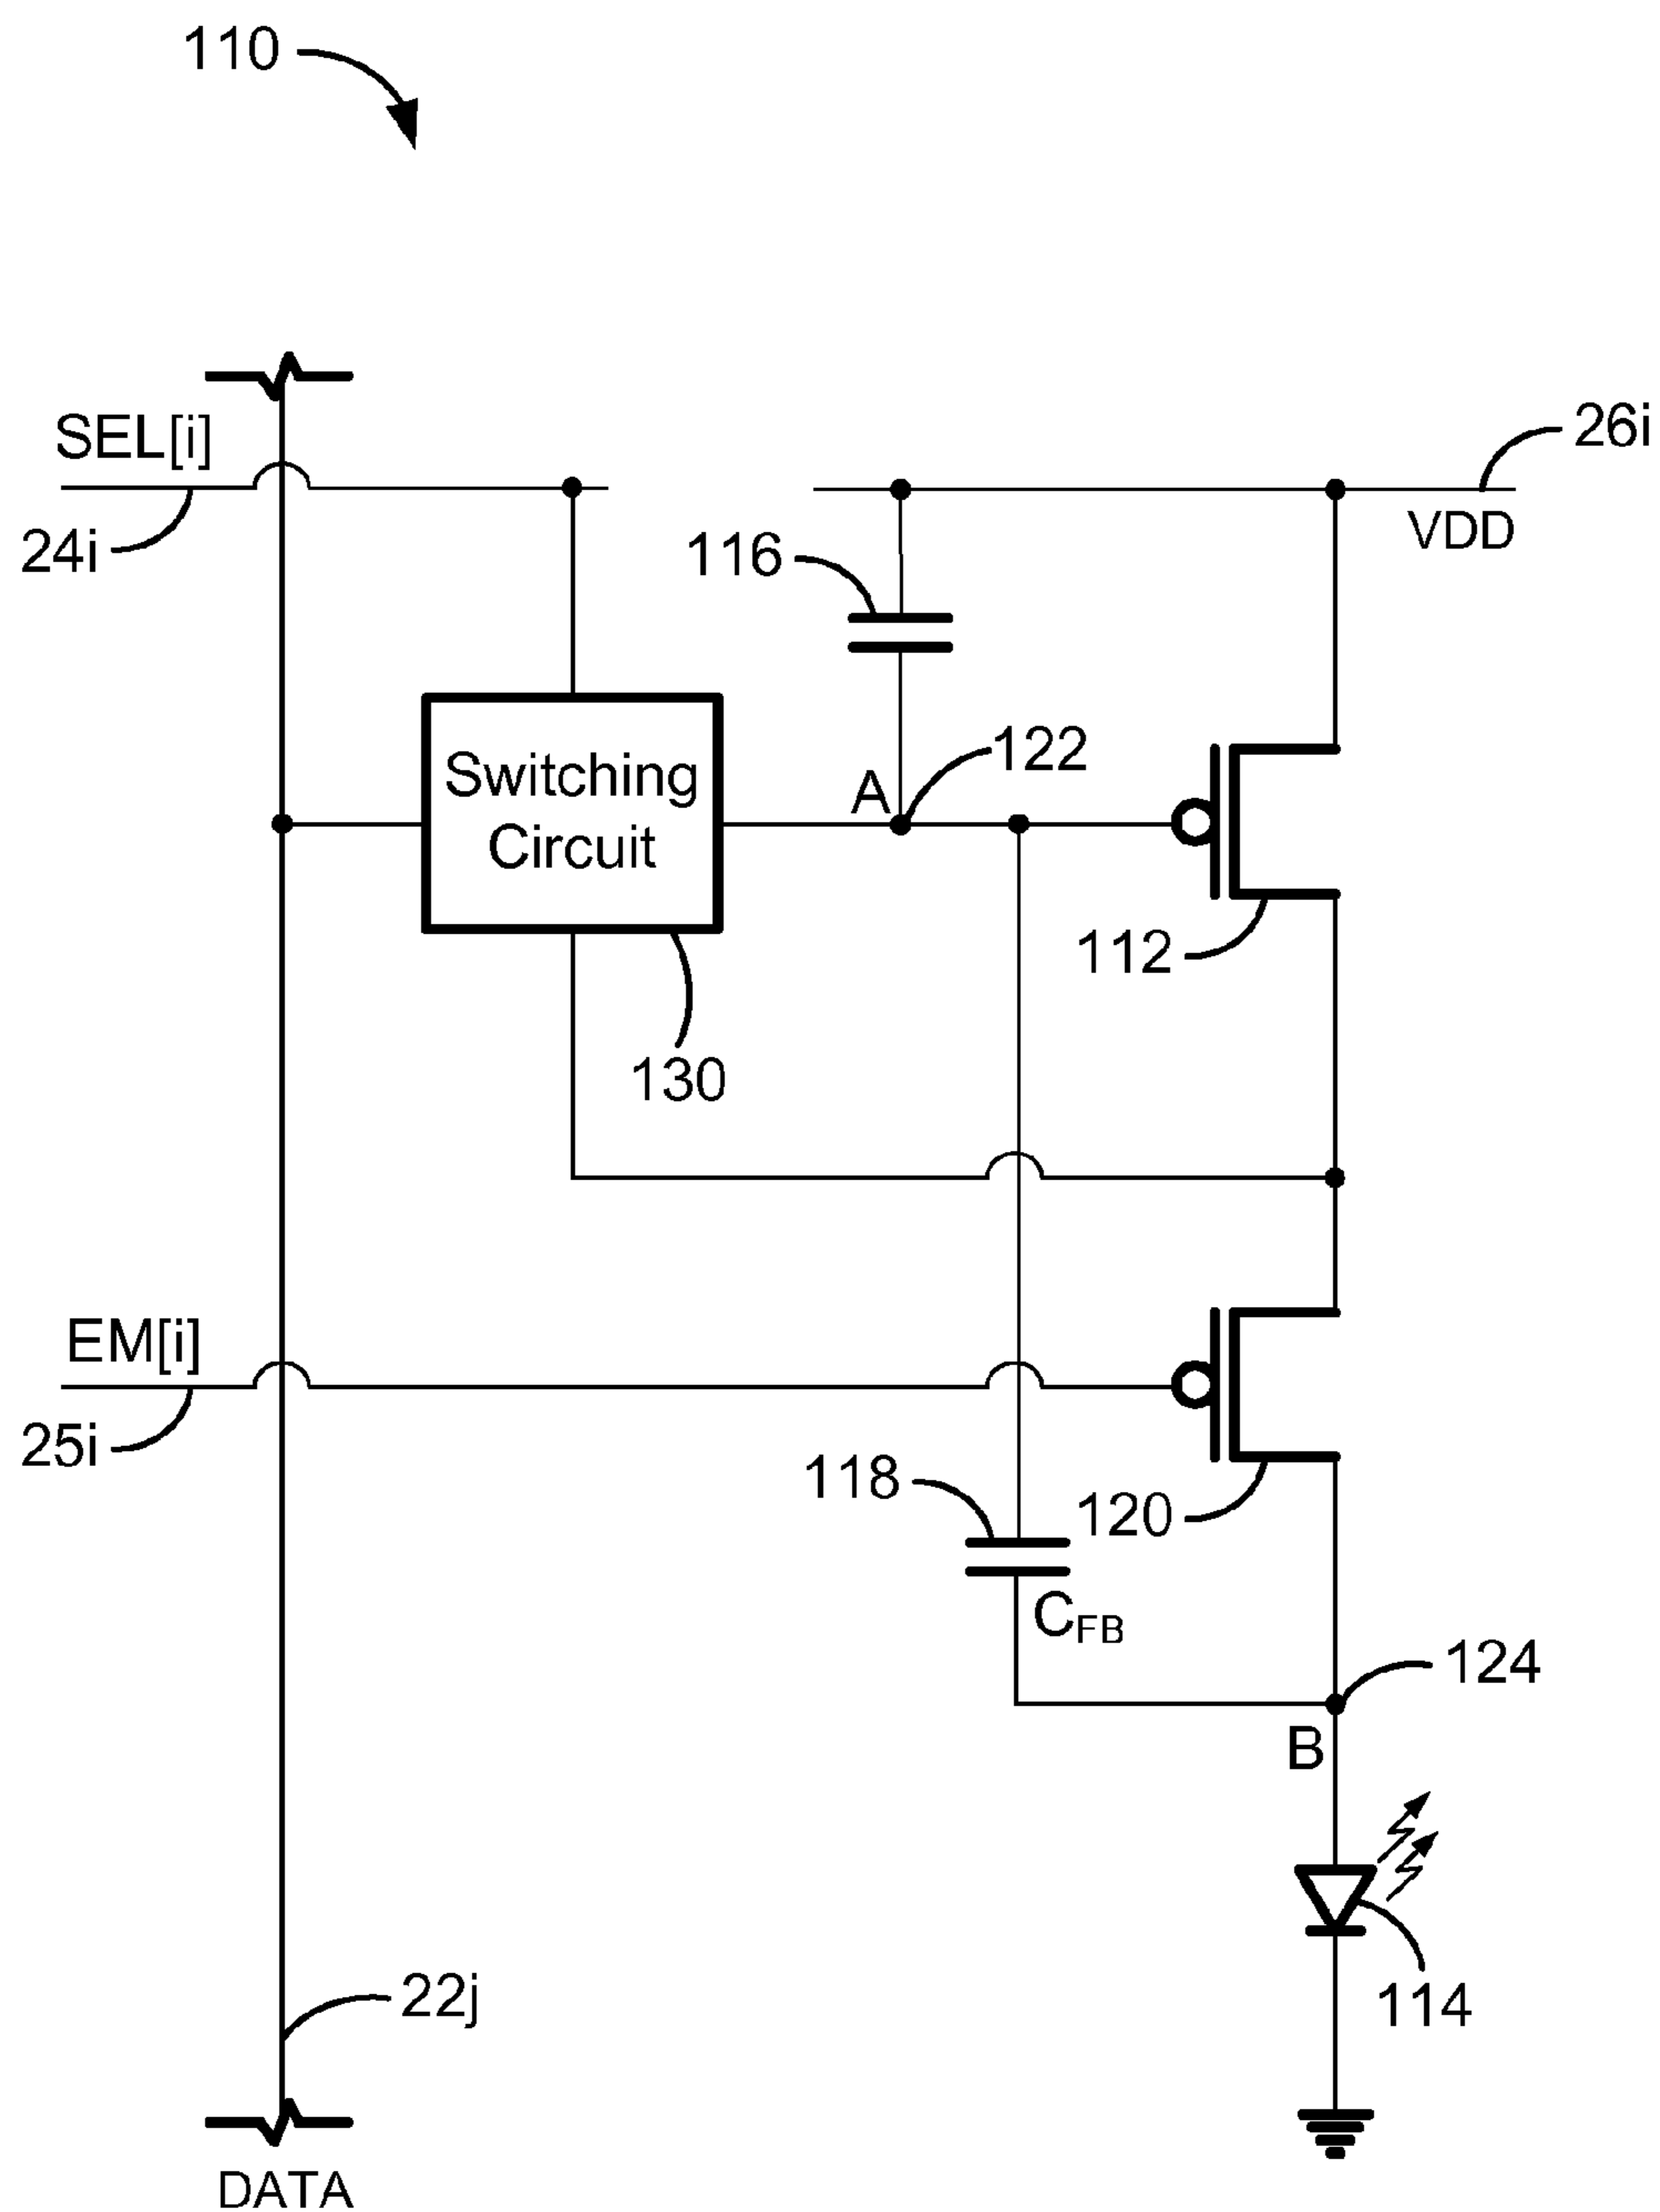 110
SEL[i]
24i
26i
VDD
116
122
A
Switching
Circuit
112
130
EM[i]
25i
118
120
CFB
124
B
22j
114
DATA